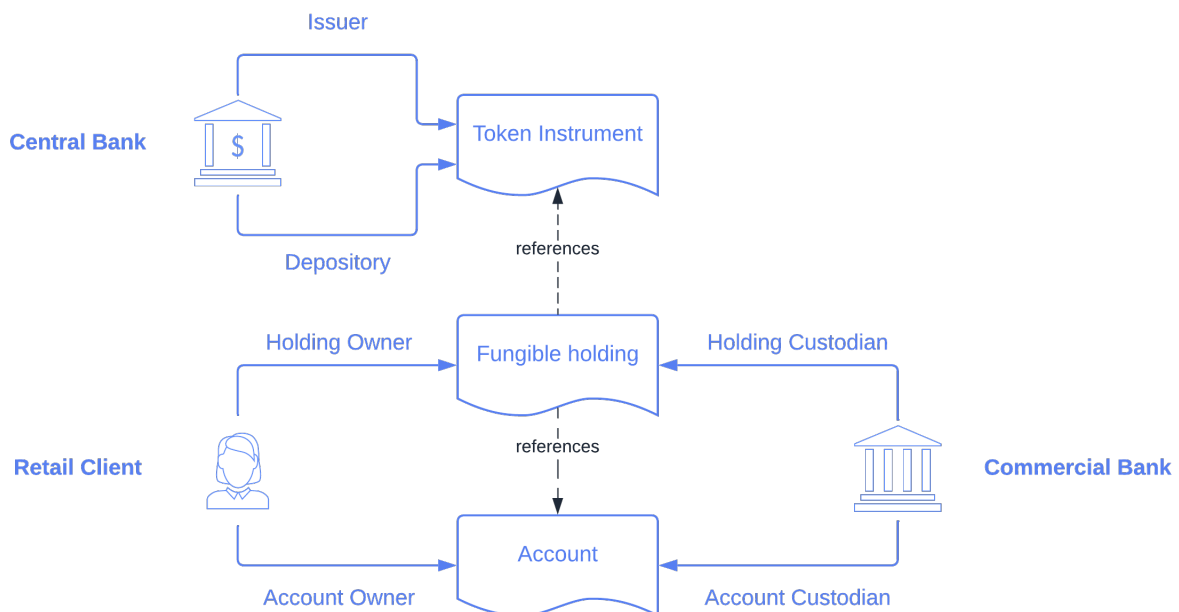 Issuer
Central Bank
$
Token Instrument
Depository
references
Holding Owner
Fungible holding
Holding Custodian
references
Retail Client
Commercial Bank
Account
Account Owner
Account Custodian